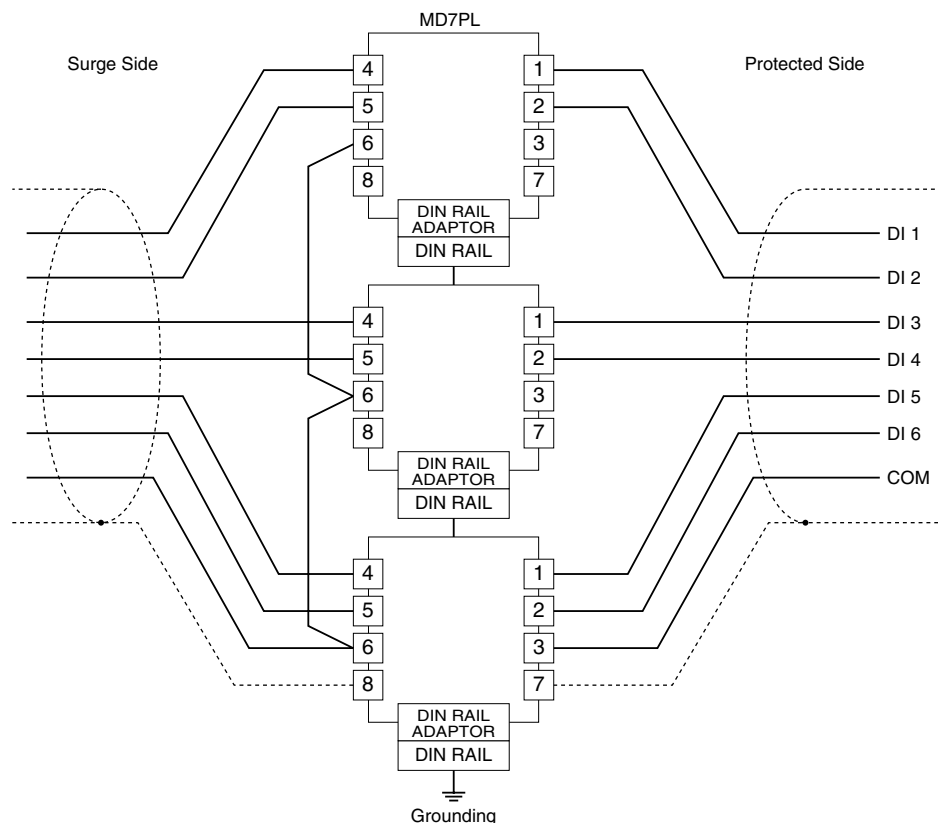 MD7PL
Surge Side
Protected Side
4
1
5
2
6
3
8
7
DIN RAIL
ADAPTOR
DIN RAIL
DI 1
DI 2
4
1
DI 3
5
2
DI 4
6
3
DI 5
8
7
DI 6
DIN RAIL
ADAPTOR
DIN RAIL
COM
4
1
5
2
6
3
8
7
DIN RAIL
ADAPTOR
DIN RAIL
Grounding